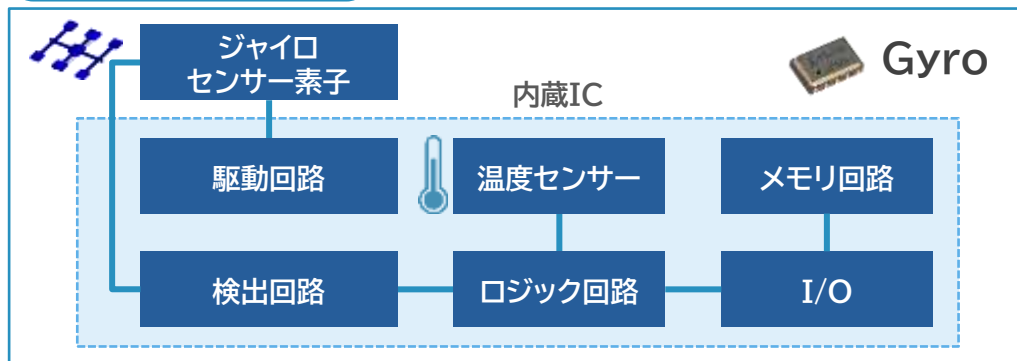 ジャイロ
センサー素子
Gyro
内蔵IC
駆動回路
温度センサー
メモリ回路
検出回路
ロジック回路
I/O